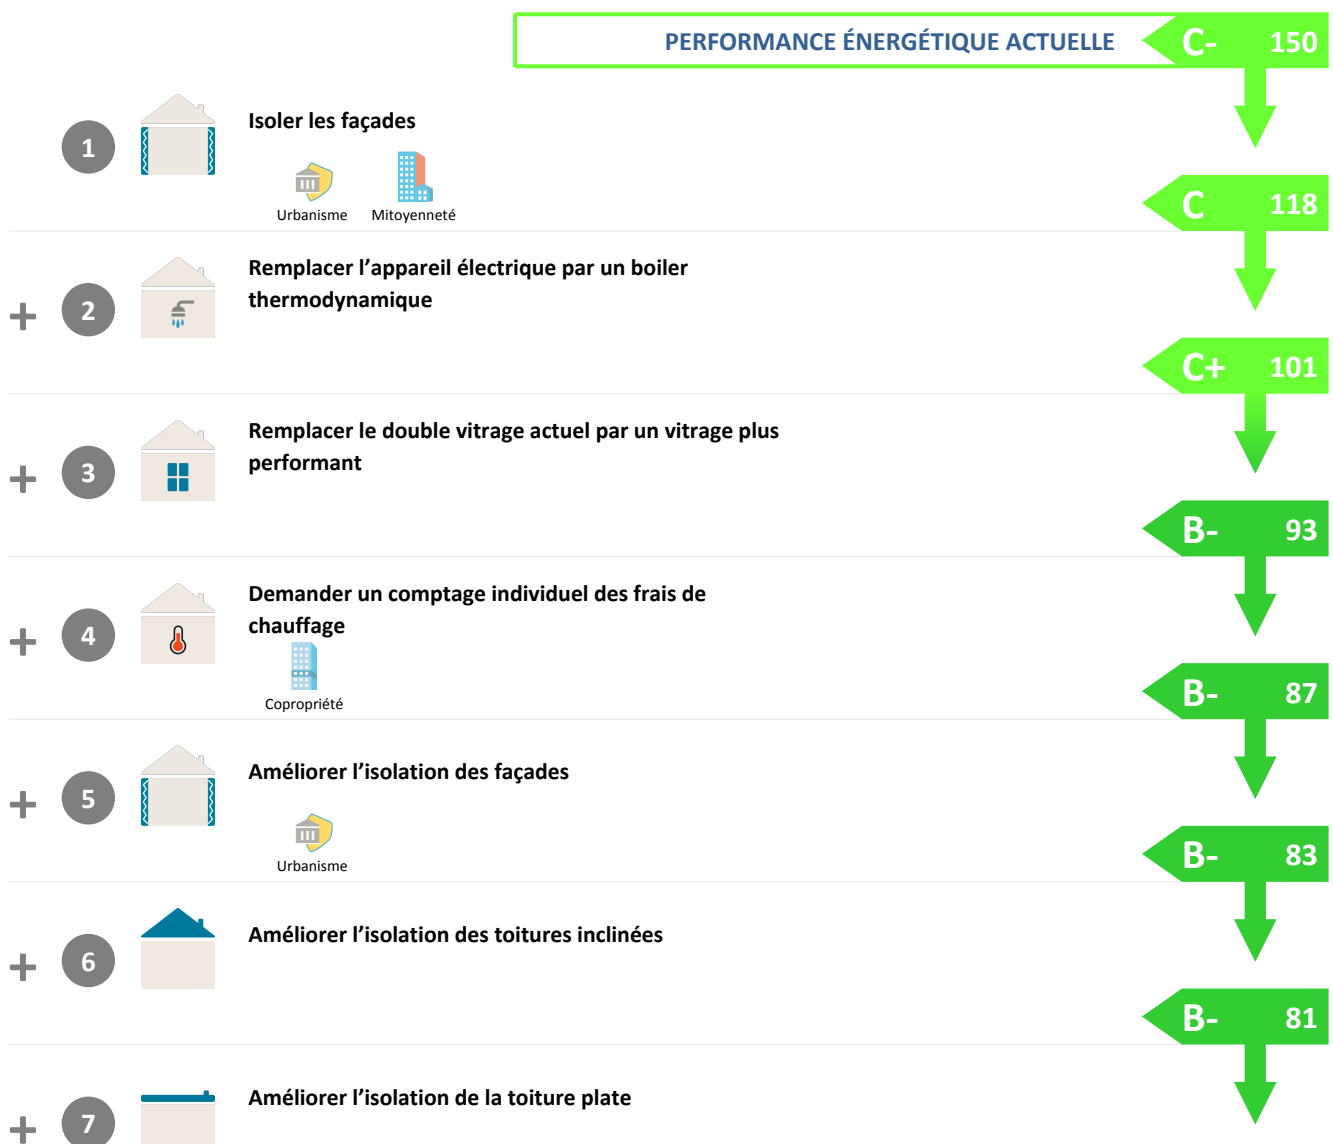 PERFORMANCE ÉNERGÉTIQUE ACTUELLE C- 150
1 Isoler les façades
Urbanisme Mitoyenneté
C 118
Remplacer l’appareil électrique par un boiler
thermodynamique
+ 2
C+ 101
Remplacer le double vitrage actuel par un vitrage plus
performant
+ 3
B- 93
Demander un comptage individuel des frais de
chauffage
+ 4
Copropriété
B- 87
Améliorer l’isolation des façades
+ 5
Urbanisme
B- 83
Améliorer l’isolation des toitures inclinées
+ 6
B- 81
Améliorer l’isolation de la toiture plate
+ 7